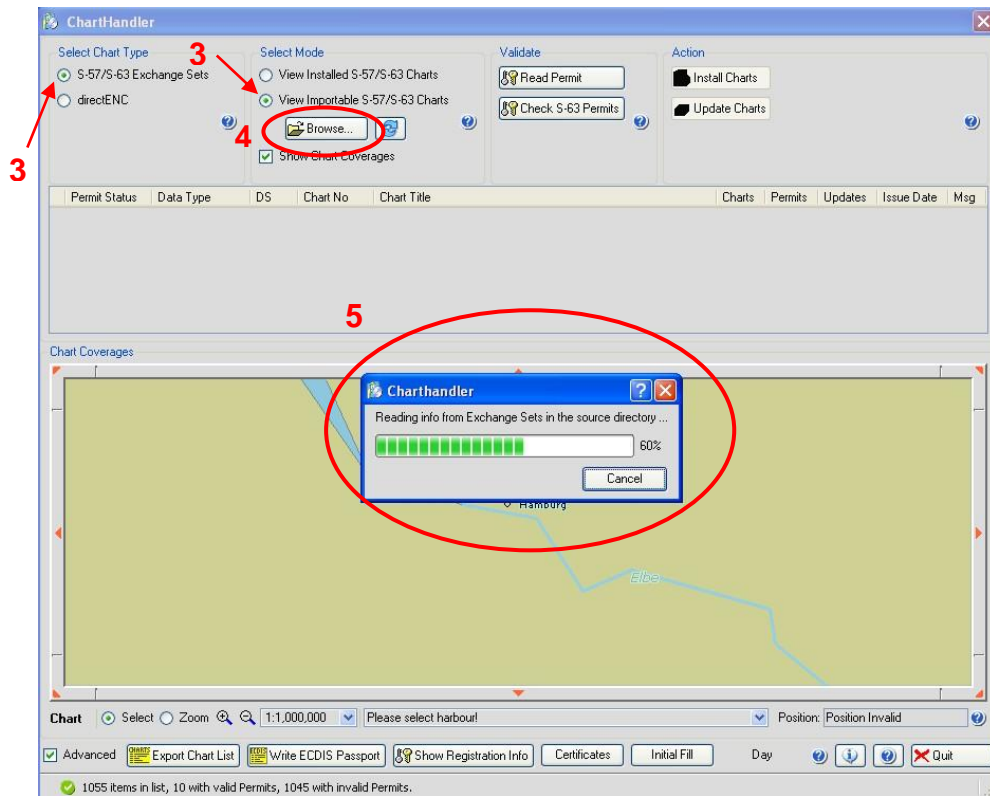 ChartHandler
Select Chart Type
3
S-57/S-63 Exchange Sets
directENC
3
Select Mode
3
View Installed S-57/S-63 Charts
View Importable S-57/S-63 Charts
4
Browse...
Show Chart Coverages
Validate
Read Permit
Check S-63 Permits
Action
Install Charts
Update Charts
Permit Status Data Type DS Chart No Chart Title Charts Permits Updates Issue Date Msg
5
Chart Coverages
Charthandler
Reading info from Exchange Sets in the source directory ...
60%
Cancel
Hamburg
Elbe
Chart Select Zoom 1:1,000,000 Please select harbour! Position: Position Invalid
Advanced Export Chart List Write ECDIS Passport Show Registration Info Certificates Initial Fill Day Quit
1055 items in list, 10 with valid Permits, 1045 with invalid Permits.